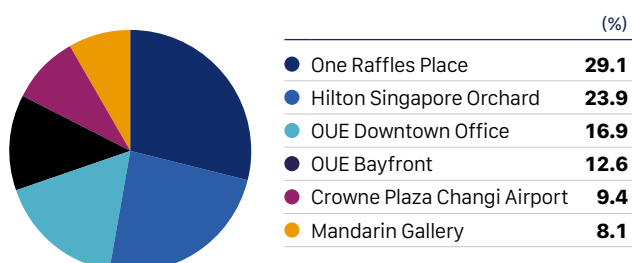 (%)
One Raffles Place 29.1
Hilton Singapore Orchard 23.9
OUE Downtown Office 16.9
OUE Bayfront 12.6
Crowne Plaza Changi Airport 9.4
Mandarin Gallery 8.1